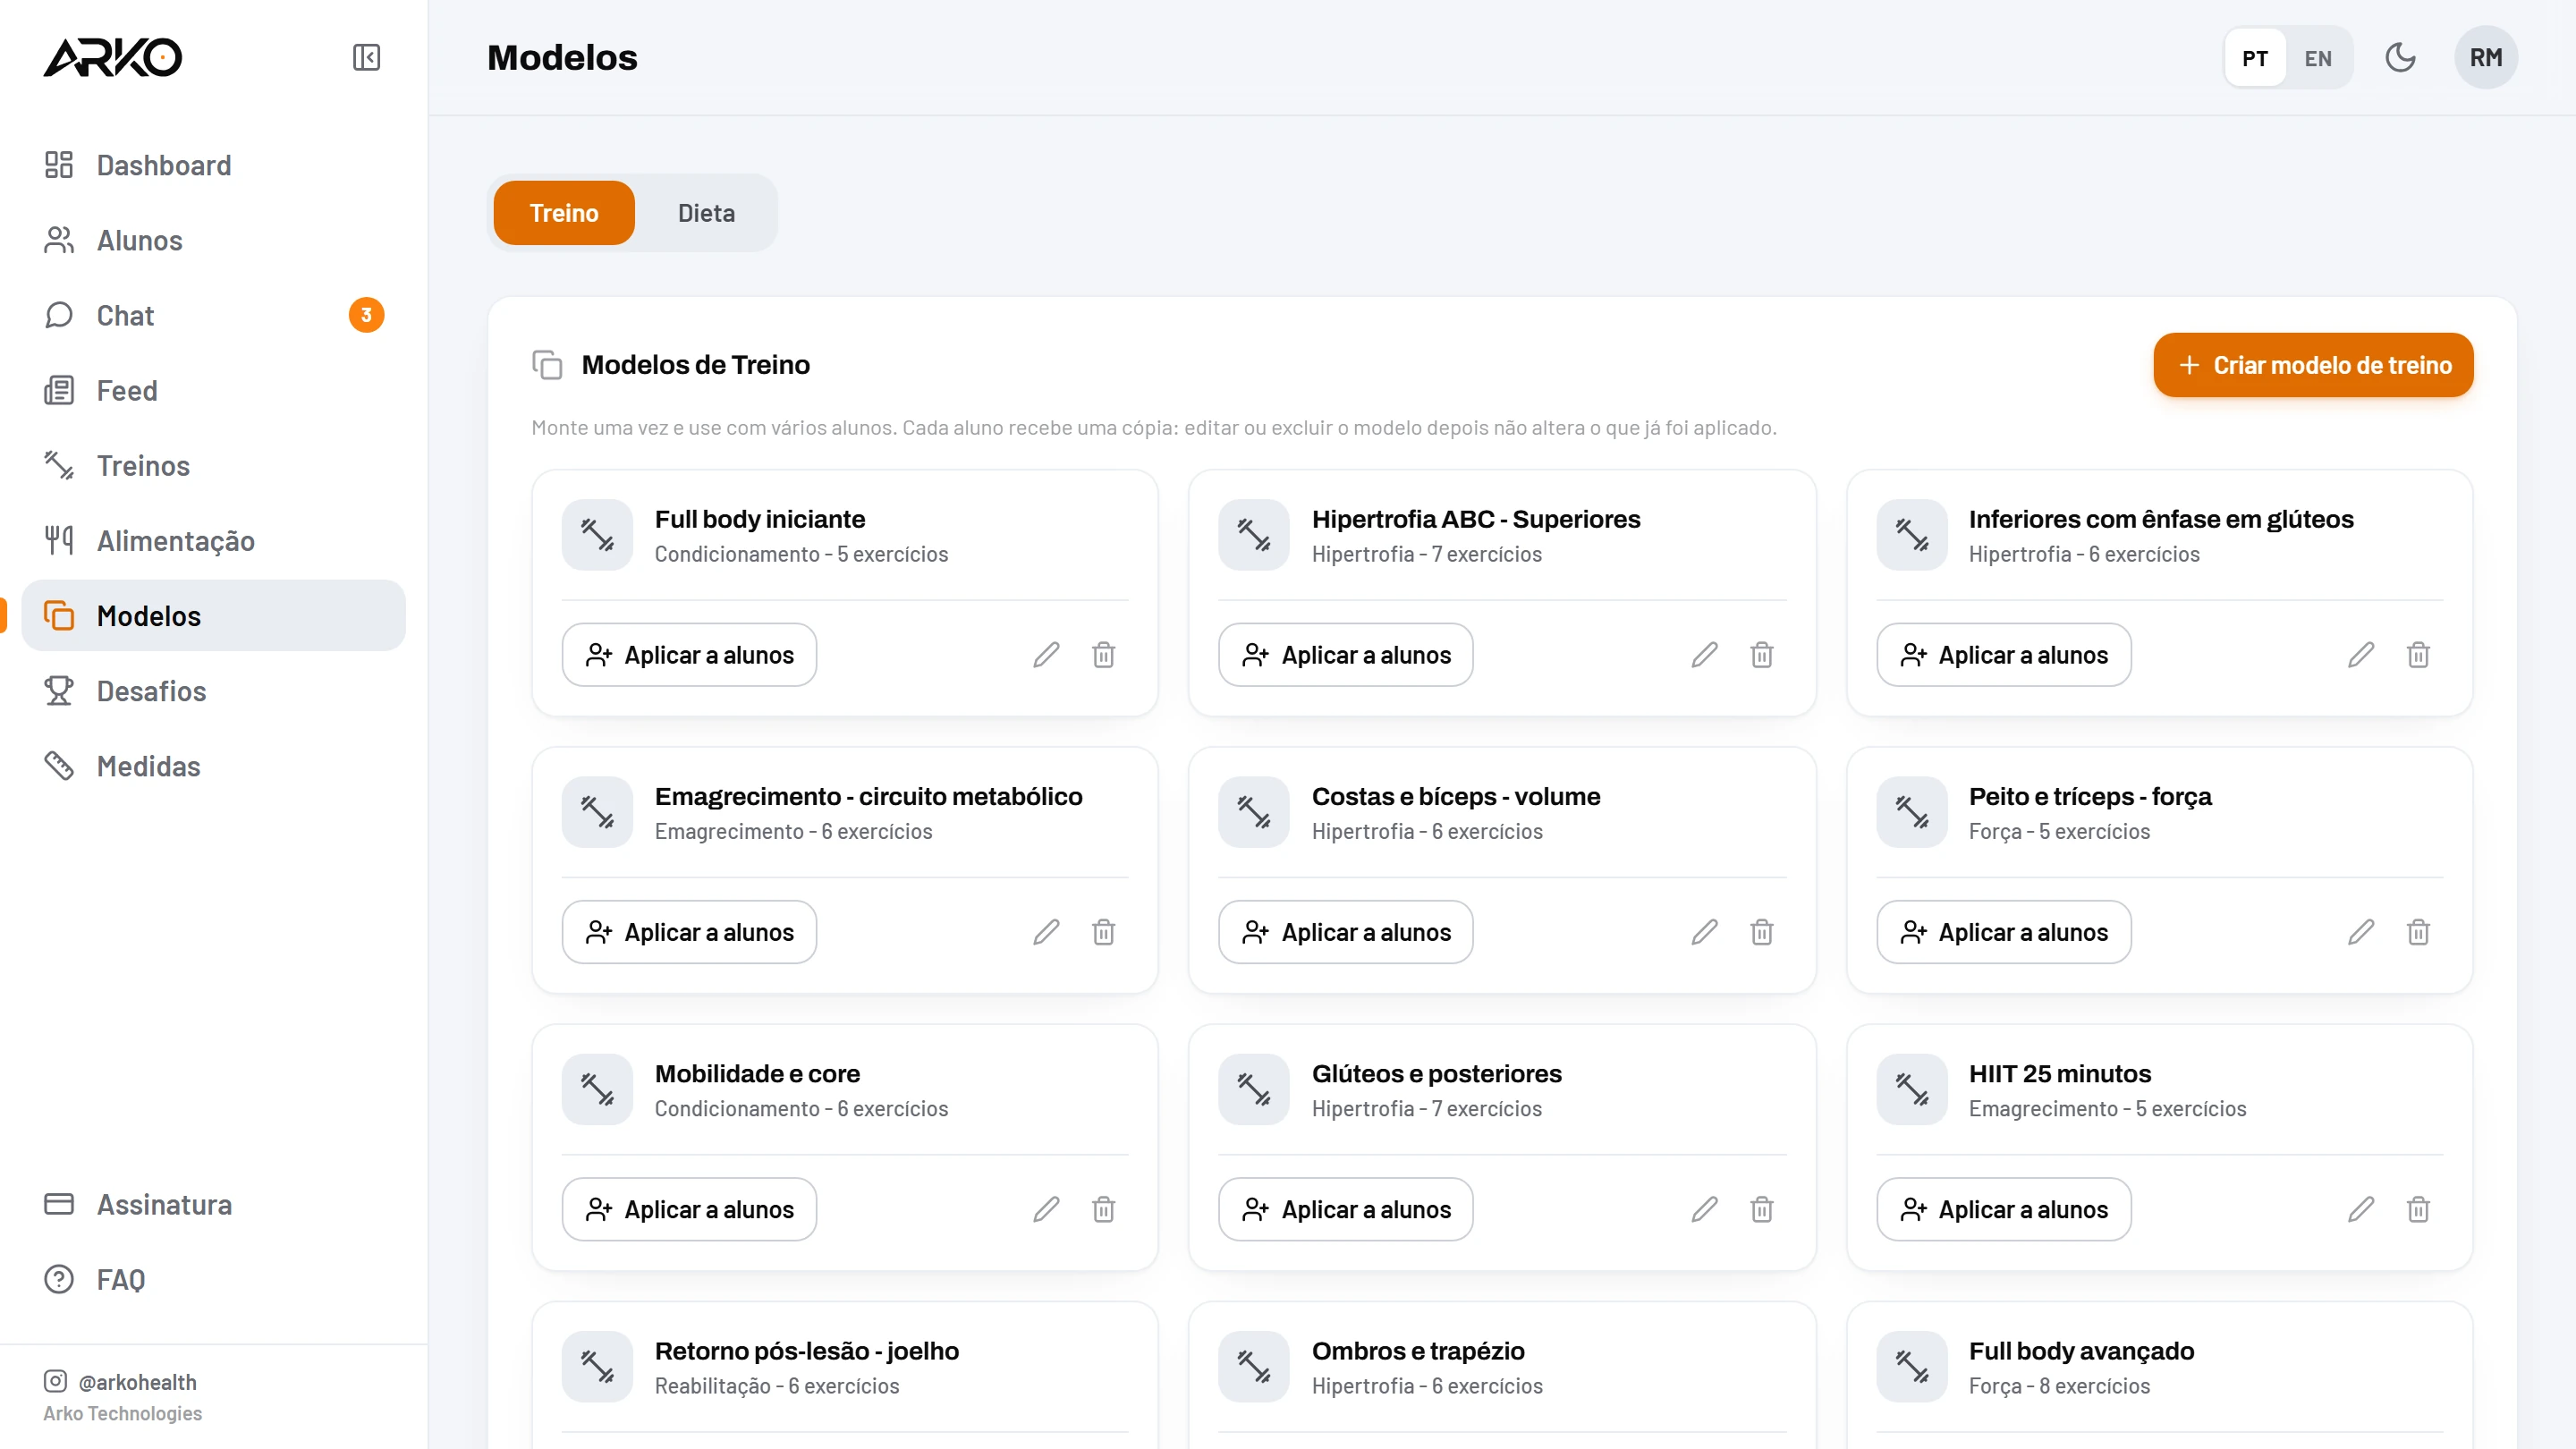 ARKO
Dashboard
Alunos
Chat
3
Feed
Treinos
Alimentação
Modelos
Desafios
Medidas
Assinatura
FAQ
@arkohealth
Arko Technologies
Modelos
PT
EN
RM
Treino
Dieta
Modelos de Treino
Criar modelo de treino
Monte uma vez e use com vários alunos. Cada aluno recebe uma cópia: editar ou excluir o modelo depois não altera o que já foi aplicado.
Full body iniciante
Condicionamento - 5 exercícios
Aplicar a alunos
Hipertrofia ABC - Superiores
Hipertrofia - 7 exercícios
Aplicar a alunos
Inferiores com ênfase em glúteos
Hipertrofia - 6 exercícios
Aplicar a alunos
Emagrecimento - circuito metabólico
Emagrecimento - 6 exercícios
Aplicar a alunos
Costas e bíceps - volume
Hipertrofia - 6 exercícios
Aplicar a alunos
Peito e tríceps - força
Força - 5 exercícios
Aplicar a alunos
Mobilidade e core
Condicionamento - 6 exercícios
Aplicar a alunos
Glúteos e posteriores
Hipertrofia - 7 exercícios
Aplicar a alunos
HIIT 25 minutos
Emagrecimento - 5 exercícios
Aplicar a alunos
Retorno pós-lesão - joelho
Reabilitação - 6 exercícios
Ombros e trapézio
Hipertrofia - 6 exercícios
Full body avançado
Força - 8 exercícios